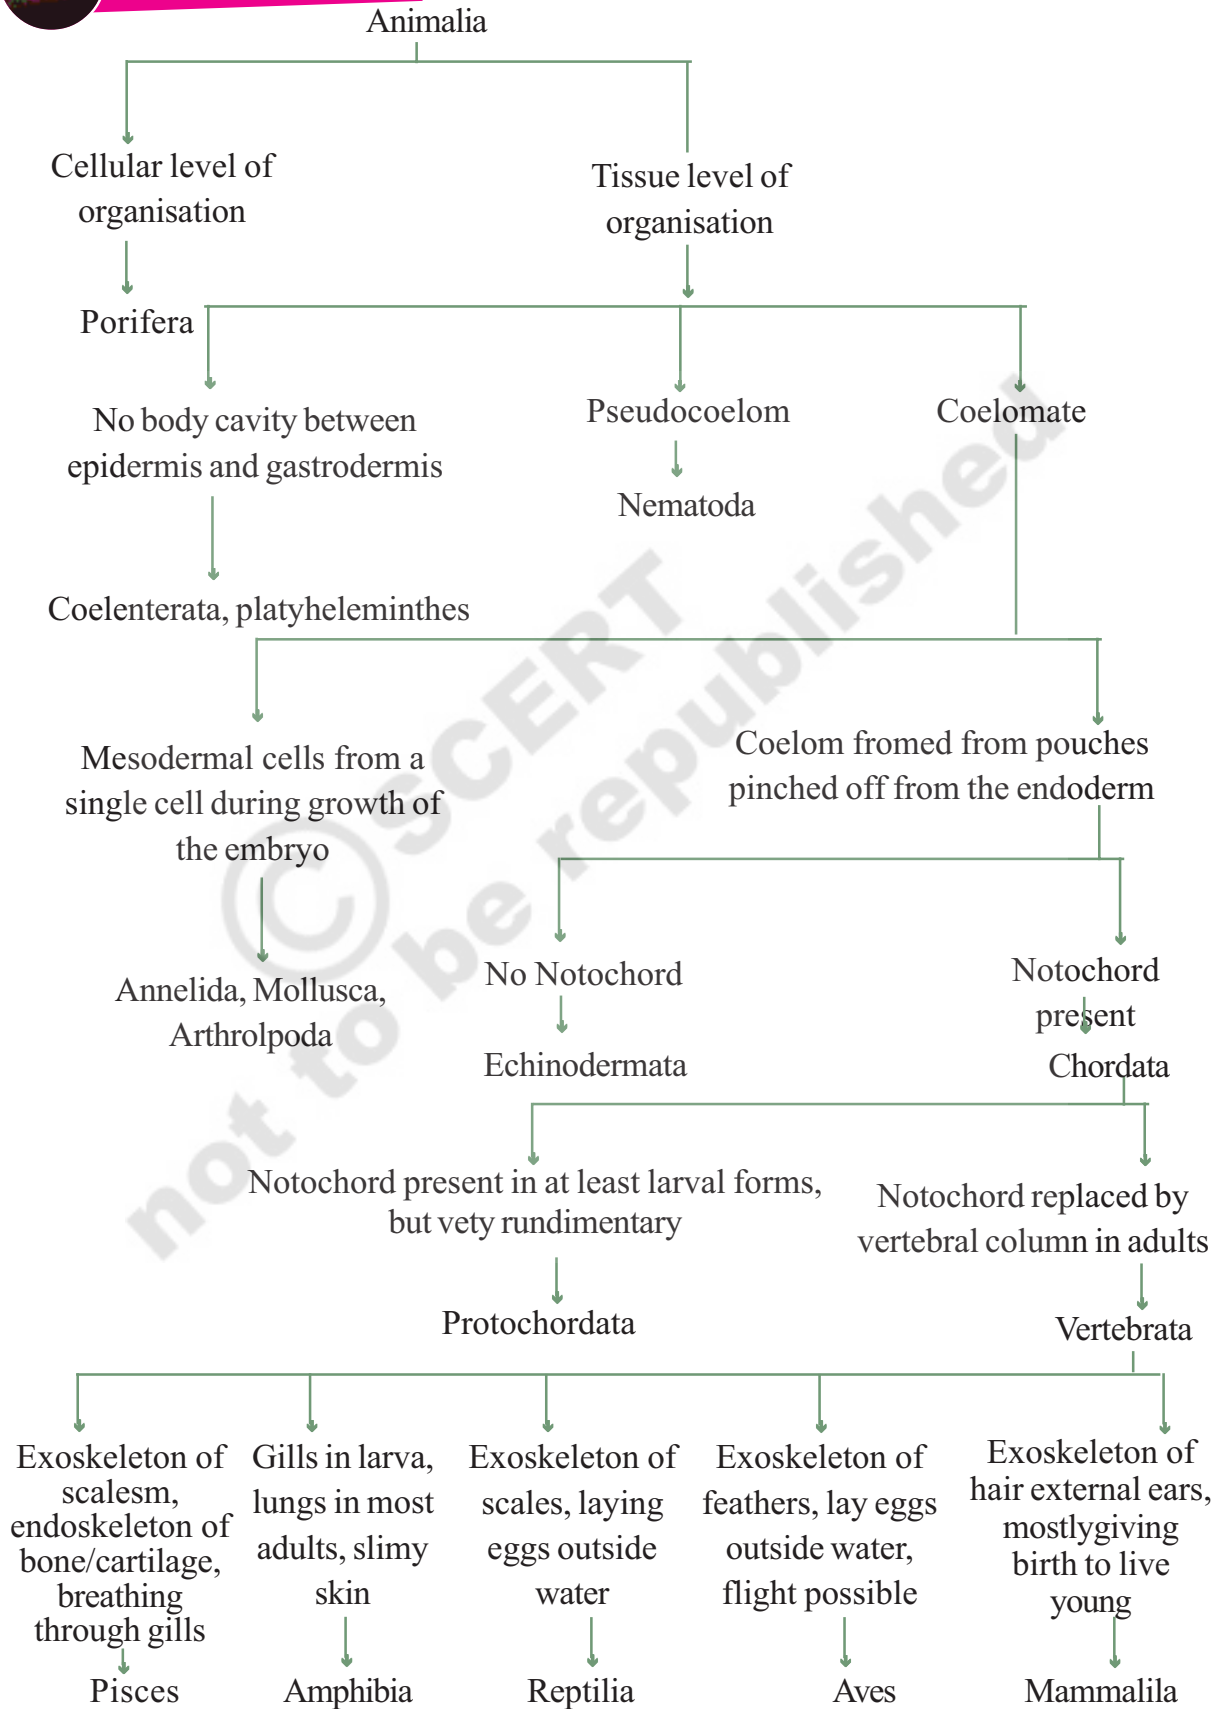 Animalia
Cellular level of
organisation
Tissue level of
organisation
Porifera
No body cavity between
epidermis and gastrodermis
Pseudocoelom
Coelomate
Nematoda
Coelenterata, platyheleminthes
Mesodermal cells from a
single cell during growth of
the embryo
Coelom fromed from pouches
pinched off from the endoderm
Annelida, Mollusca,
Arthrolpoda
No Notochord
Notochord
present
Echinodermata
Chordata
Notochord present in at least larval forms,
but vety rundimentary
Notochord replaced by
vertebral column in adults
Protochordata
Vertebrata
Exoskeleton of
scalesm,
endoskeleton of
bone/cartilage,
breathing
through gills
Gills in larva,
lungs in most
adults, slimy
skin
Exoskeleton of
scales, laying
eggs outside
water
Exoskeleton of
feathers, lay eggs
outside water,
flight possible
Exoskeleton of
hair external ears,
mostlygiving
birth to live
young
Pisces
Amphibia
Reptilia
Aves
Mammalila
©SCERT
not to be republished